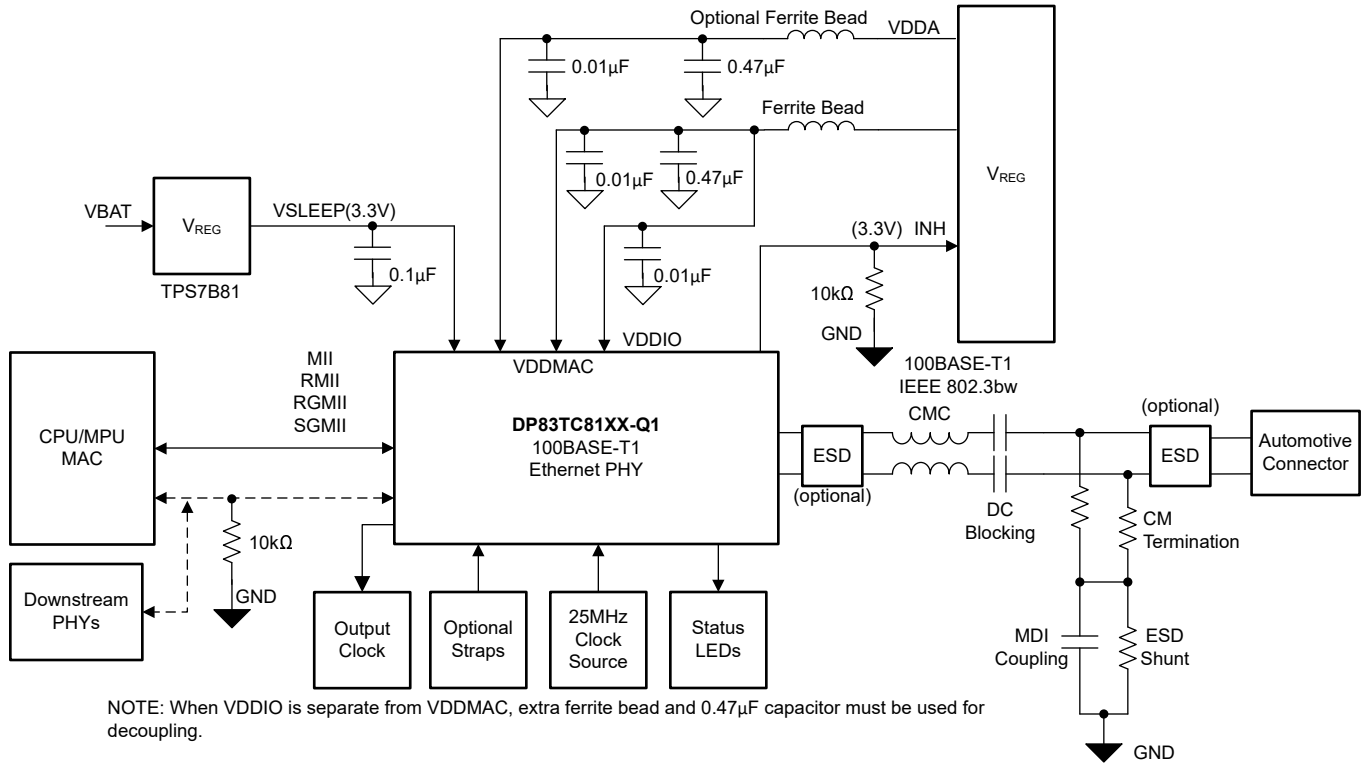 Optional Ferrite Bead
VDDA
0.01µF
0.47µF
Ferrite Bead
0.01µF
0.47µF
VREG
VBAT
VREG
VSLEEP(3.3V)
(3.3V) INH
0.1µF
0.01µF
TPS7B81
10kΩ
GND
VDDIO
VDDMAC
MII
RMII
RGMII
SGMII
CPU/MPU
MAC
DP83TC81XX-Q1
100BASE-T1
Ethernet PHY
100BASE-T1
IEEE 802.3bw
CMC
ESD
(optional)
DC
Blocking
(optional)
ESD
Automotive
Connector
CM
Termination
10kΩ
GND
Downstream
PHYs
Output
Clock
Optional
Straps
25MHz
Clock
Source
Status
LEDs
MDI
Coupling
ESD
Shunt
GND
NOTE: When VDDIO is separate from VDDMAC, extra ferrite bead and 0.47µF capacitor must be used for
decoupling.